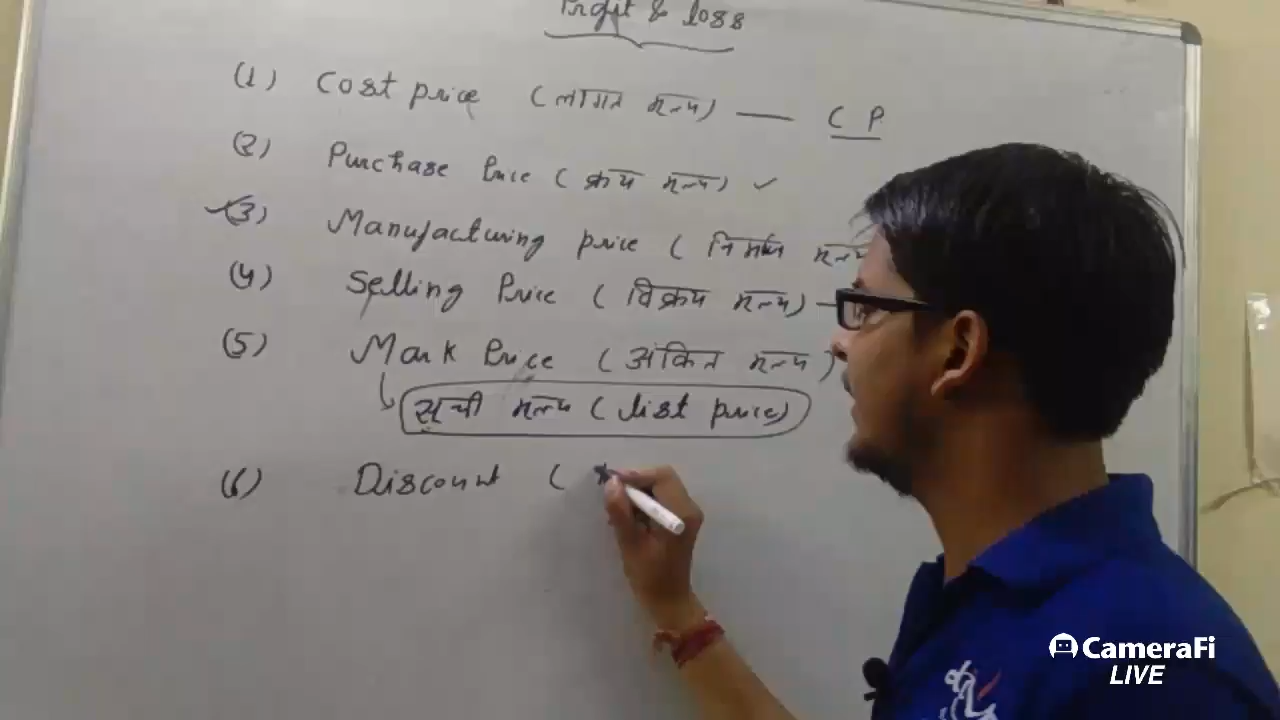 Profit & loss
(1) Cost price (लागत मूल्य) — CP
(2) Purchase Price (क्रय मूल्य) ✓
(3) Manufacturing price ( निर्माण मूल्य
(4) Selling Price ( विक्रय मूल्य) —
(5) Mark Price ( अंकित मूल्य)
सूची मूल्य ( list price)
(6) Discount (
CameraFi
LIVE